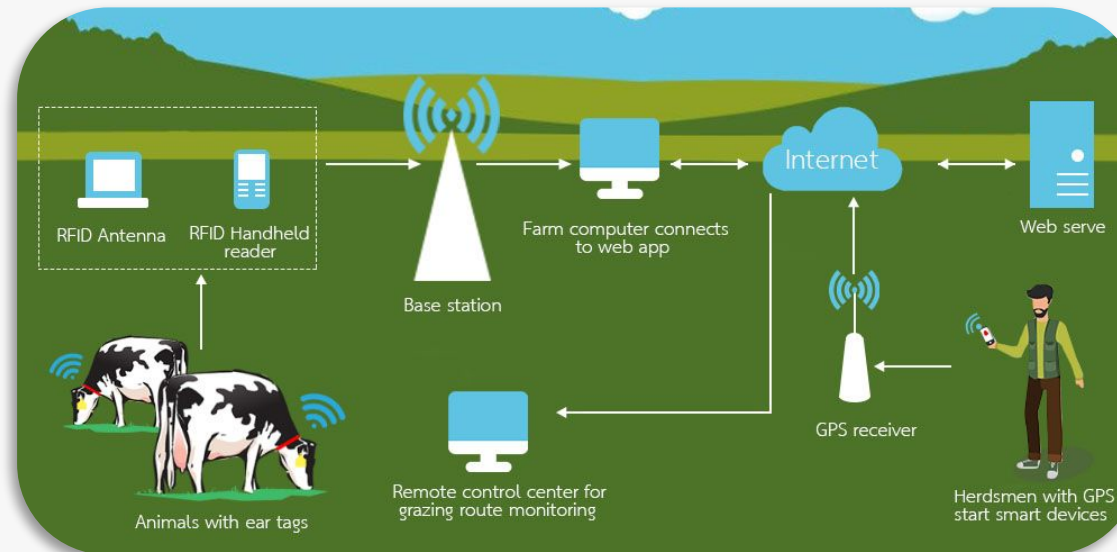 RFID Antenna
RFID Handheld
reader
Base station
Farm computer connects
to web app
Internet
Web serve
Animals with ear tags
Remote control center for
grazing route monitoring
GPS receiver
Herdsmen with GPS
start smart devices